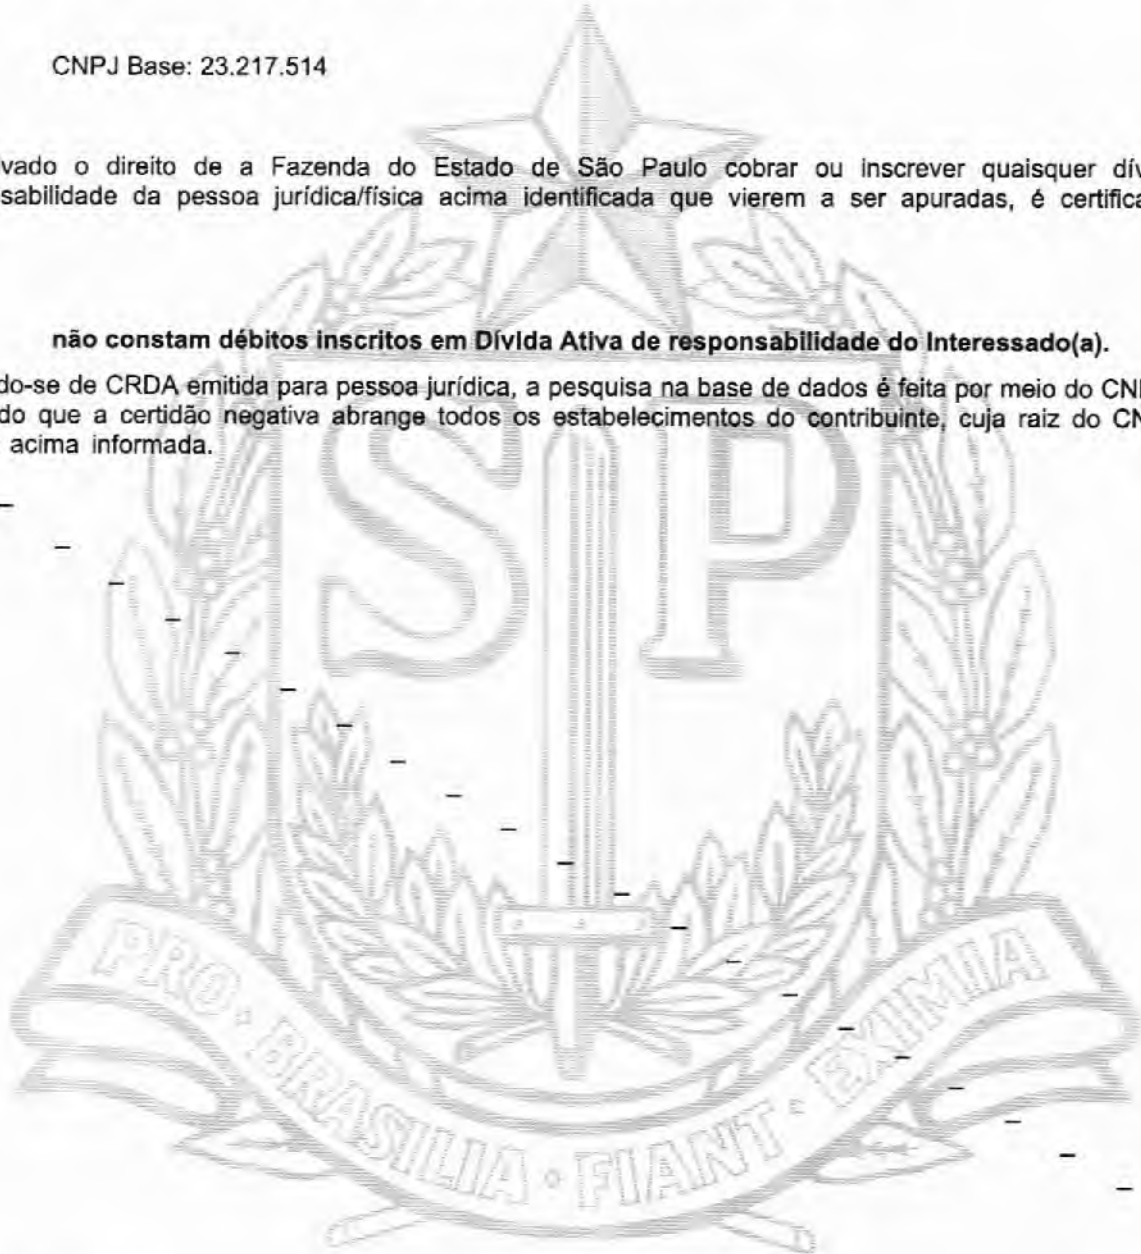 CNPJ Base: 23.217.514
vado o direito de a Fazenda do Estado de São Paulo cobrar ou inscrever quaisquer dív
sabilidade da pessoa jurídica/física acima identificada que vierem a ser apuradas, é certifica
não constam débitos inscritos em Dívida Ativa de responsabilidade do Interessado(a).
do-se de CRDA emitida para pessoa jurídica, a pesquisa na base de dados é feita por meio do CN
do que a certidão negativa abrange todos os estabelecimentos do contribuinte, cuja raiz do CN
acima informada.
SP
PRO · BRASILIA · FIANT · EXIMIA